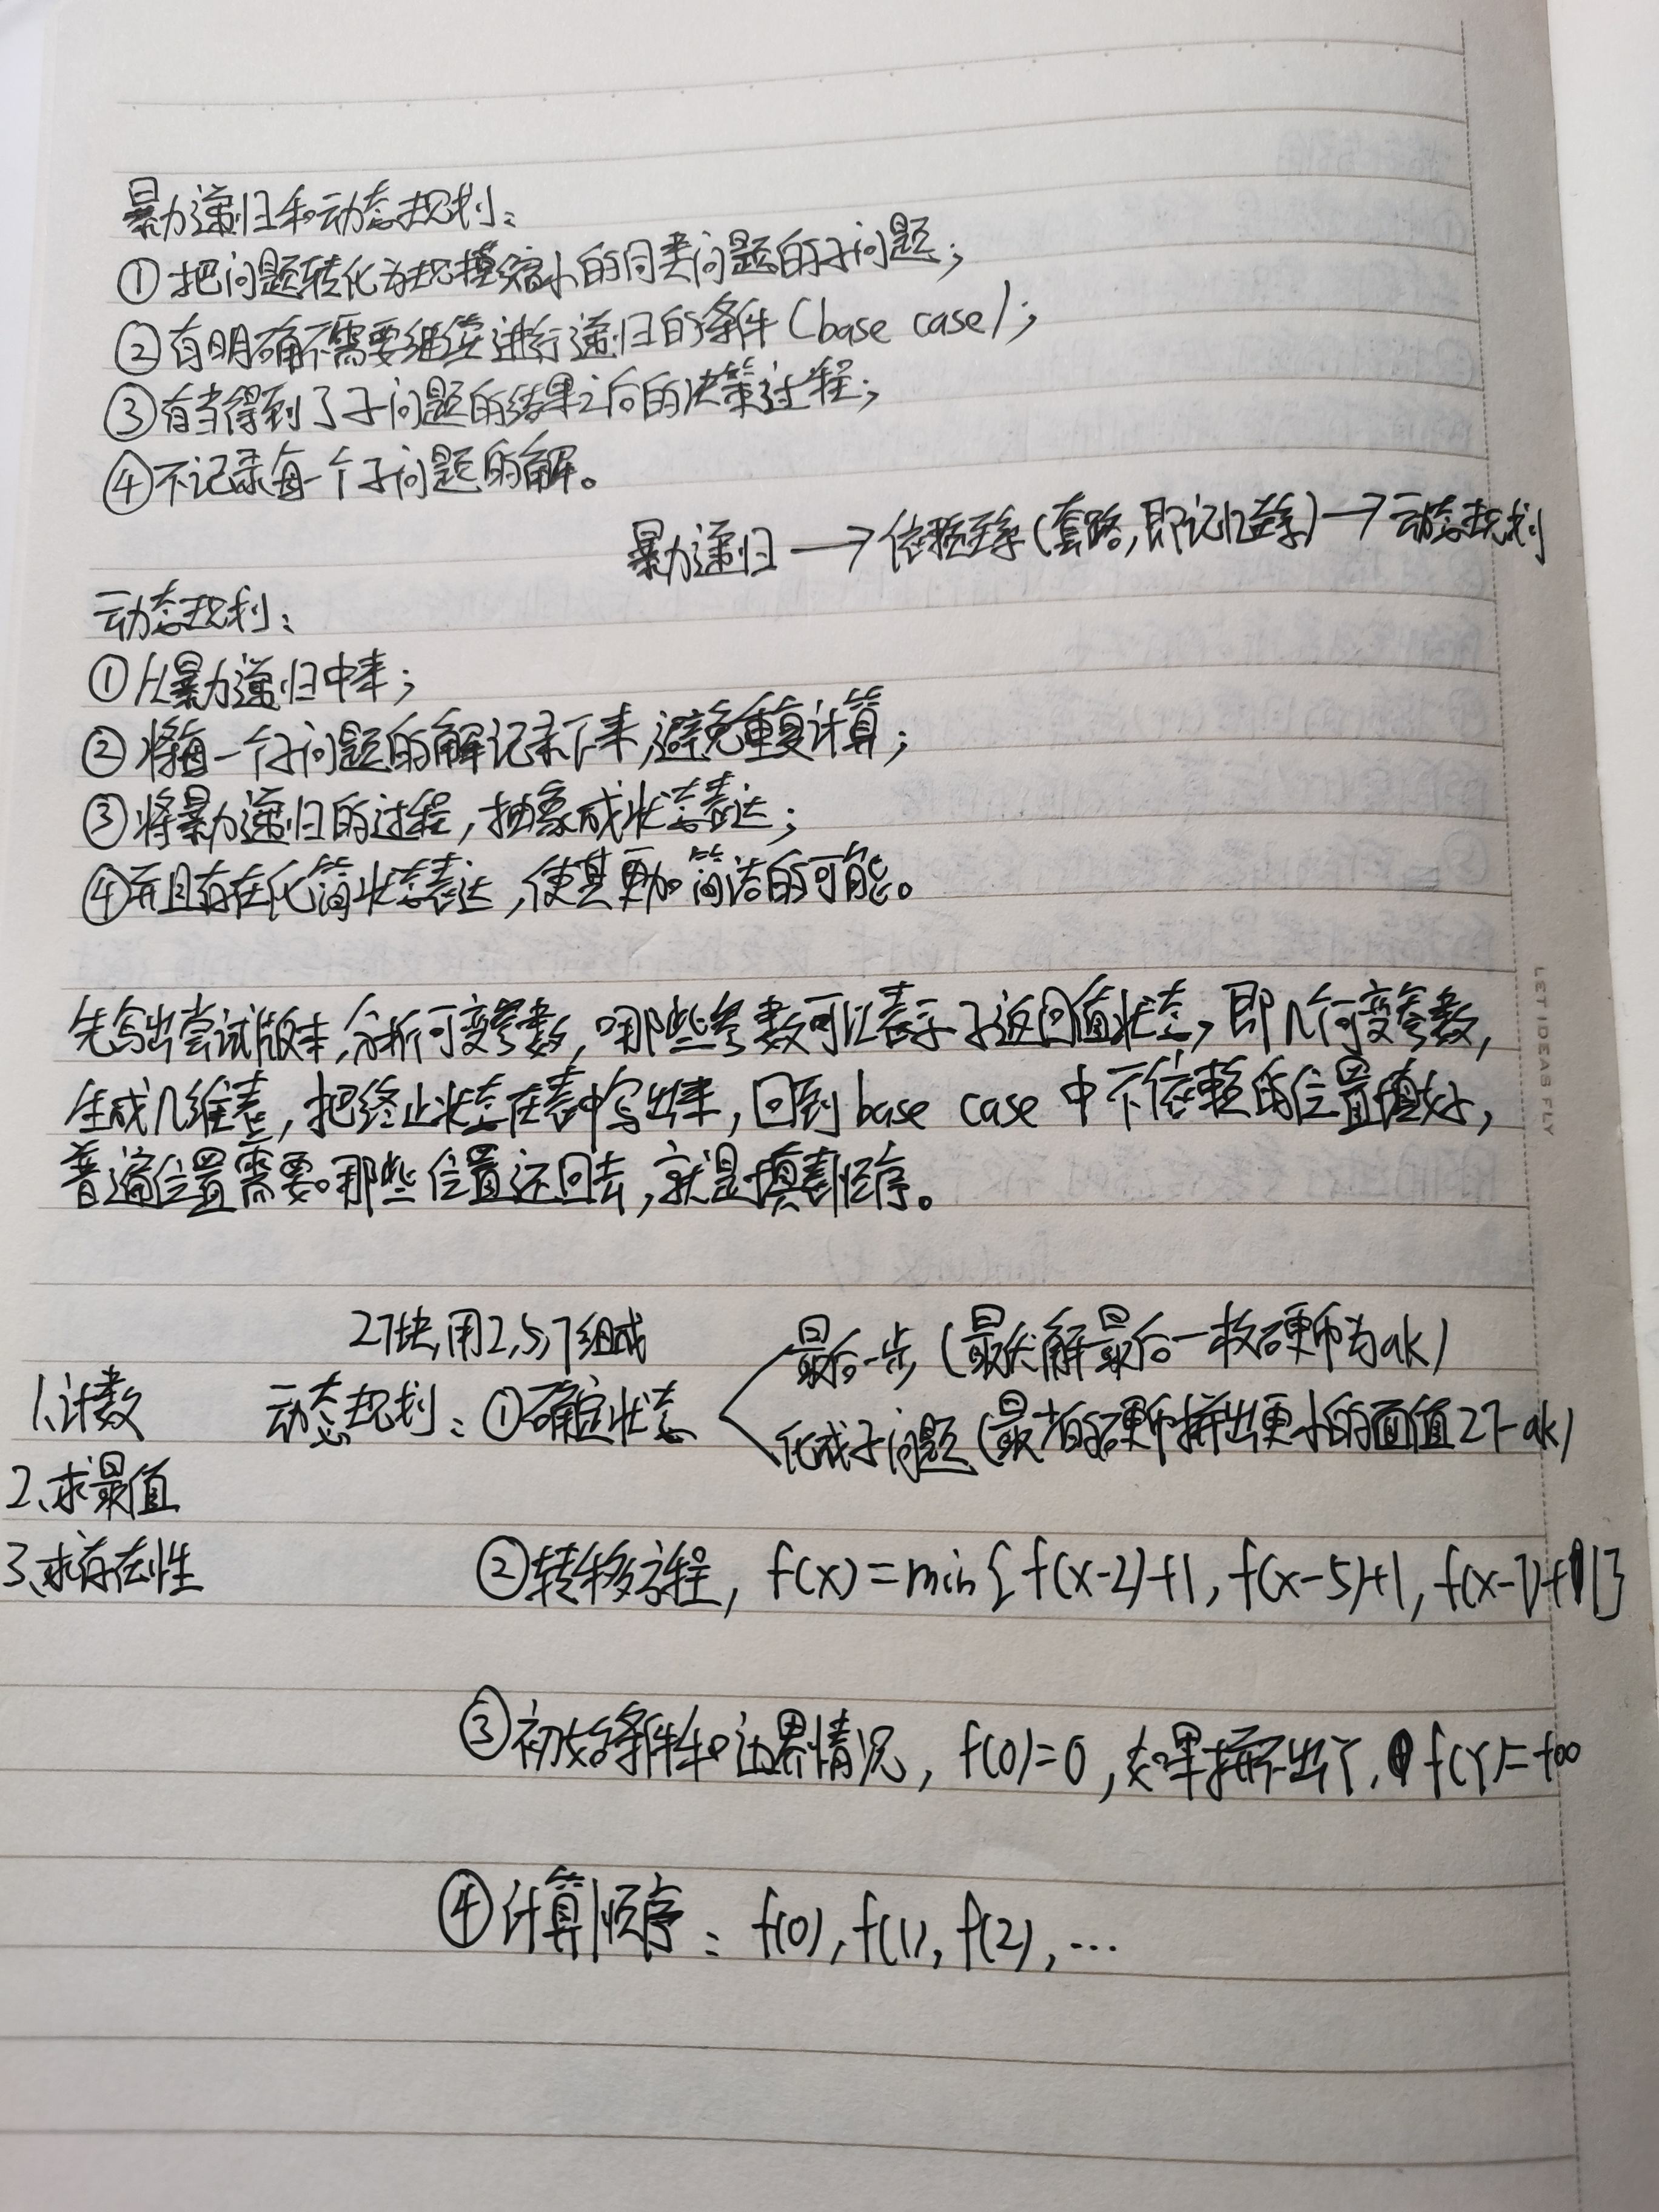 暴力递归和动态规划：
①把问题转化为规模缩小的同类问题的子问题；
②有明确不需要继续进行递归的条件（base case）；
③有当得到了子问题的结果之后的决策过程；
④不记录每一个子问题的解。
暴力递归→依赖关系（套路，即记忆搜索）→动态规划
动态规划：
①从暴力递归中来；
②将每一个子问题的解记录下来，避免重复计算；
③将暴力递归的过程，抽象成状态表达；
④并且存在化简状态表达，使其更加简洁的可能。
先写出尝试版本，分析可变参数，哪些参数可以表示了返回值状态，即几个可变参数，
生成几维表，把终止状态在表中写出来，回到base case中不依赖的位置填好，
普遍位置需要哪些位置还回去，就是填表顺序。
27块，用2,5,7组成
最后一步（最优解最后一枚硬币为ak）
1、计数 动态规划：①确定状态
化成子问题（最少的硬币拼出更小的面值27-ak）
2、求最值
3、求存在性 ②转移方程，f(x)=min{f(x-2)+1，f(x-5)+1，f(x-7)+1}
③初始条件和边界情况，f(0)=0，如果拼不出Y，f(Y)=+∞
④计算顺序：f(0)，f(1)，f(2)，…
LET IDEAS FLY